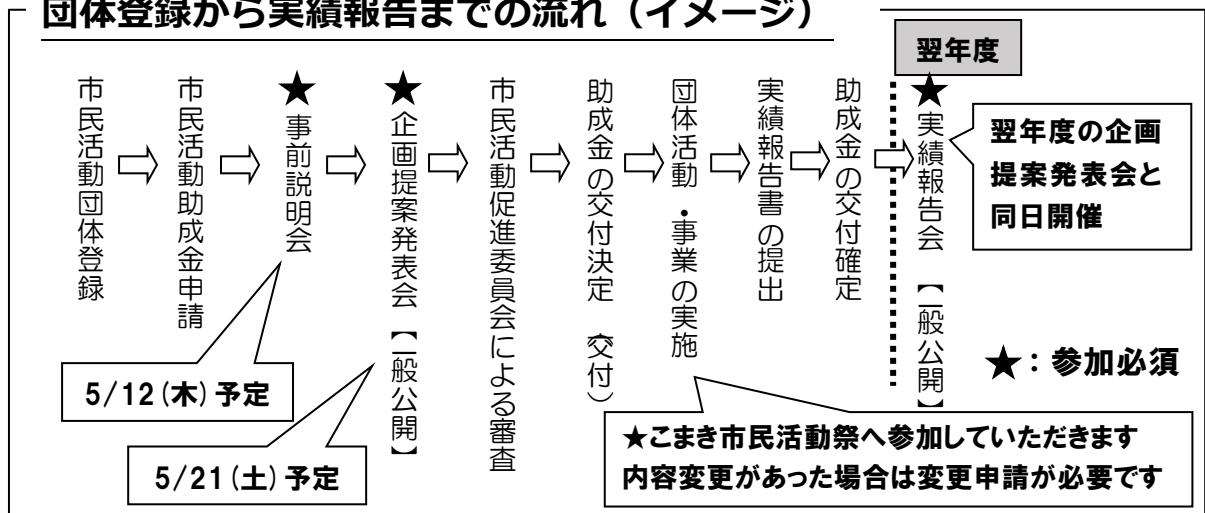 団体登録から実績報告までの流れ（イメージ）
市民活動団体登録
市民活動助成金申請
★事前説明会
5/12(木)予定
★企画提案発表会【一般公開】
5/21(土)予定
市民活動促進委員会による審査
助成金の交付決定（交付）
団体活動・事業の実施
★こまき市民活動祭へ参加していただきます
内容変更があった場合は変更申請が必要です
実績報告書の提出
助成金の交付確定
翌年度
★実績報告会【一般公開】
翌年度の企画
提案発表会と
同日開催
★：参加必須